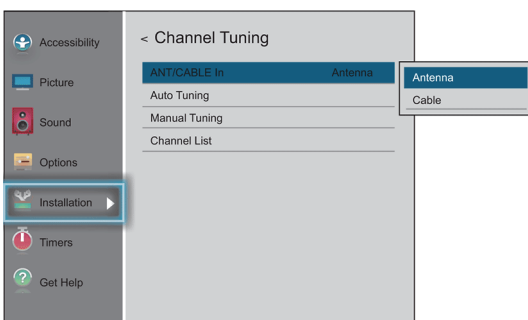 Accessibility
Picture
Sound
Options
Installation
Timers
Get Help
< Channel Tuning
ANT/CABLE In Antenna
Auto Tuning
Manual Tuning
Channel List
Antenna
Cable